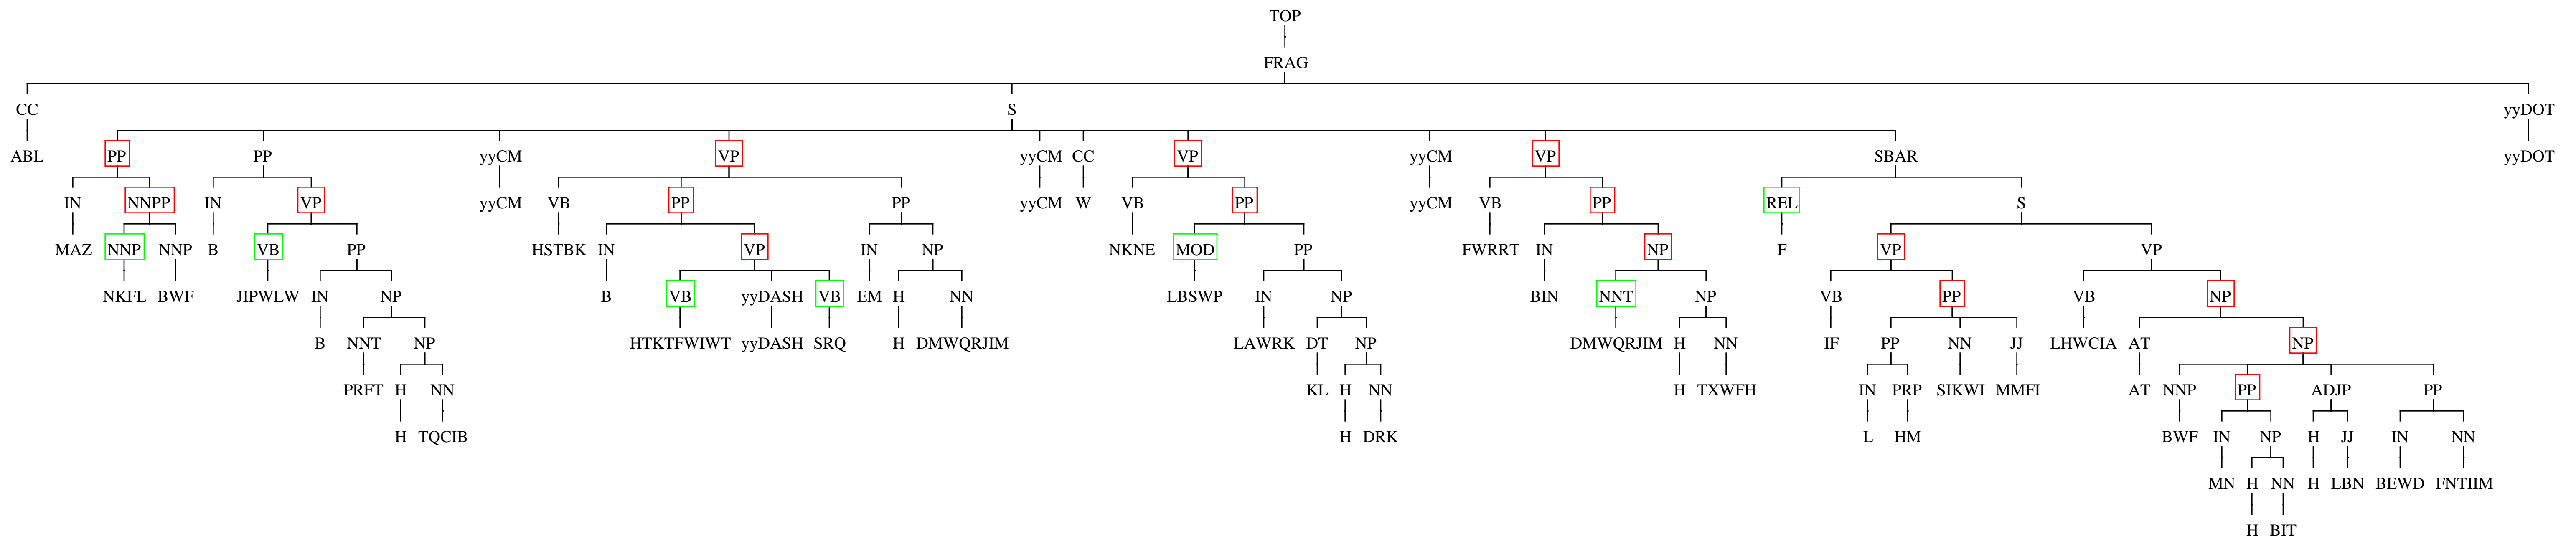 TOP
FRAG
CC S yyDOT
ABL PP PP yyCM VP yyCM CC VP yyCM VP SBAR yyDOT
IN NNPP IN VP yyCM VB PP PP yyCM W VB PP yyCM VB PP REL S
MAZ NNP NNP B VB PP HSTBK IN VP IN NP NKNE MOD PP FWRRT IN NP F VP VP
NKFL BWF JIPWLW IN NP B VB yyDASH VB EM H NN LBSWP IN NP BIN NNT NP VB PP VB NP
B NNT NP HTKTFWIWT yyDASH SRQ H DMWQRJIM LAWRK DT NP DMWQRJIM H NN IF PP NN JJ LHWCIA AT NP
PRFT H NN KL H NN H TXWFH IN PRP SIKWI MMFI AT NNP PP ADJP PP
H TQCIB H DRK L HM BWF IN NP H JJ IN NN
MN H NN H LBN BEWD FNTIIM
H BIT